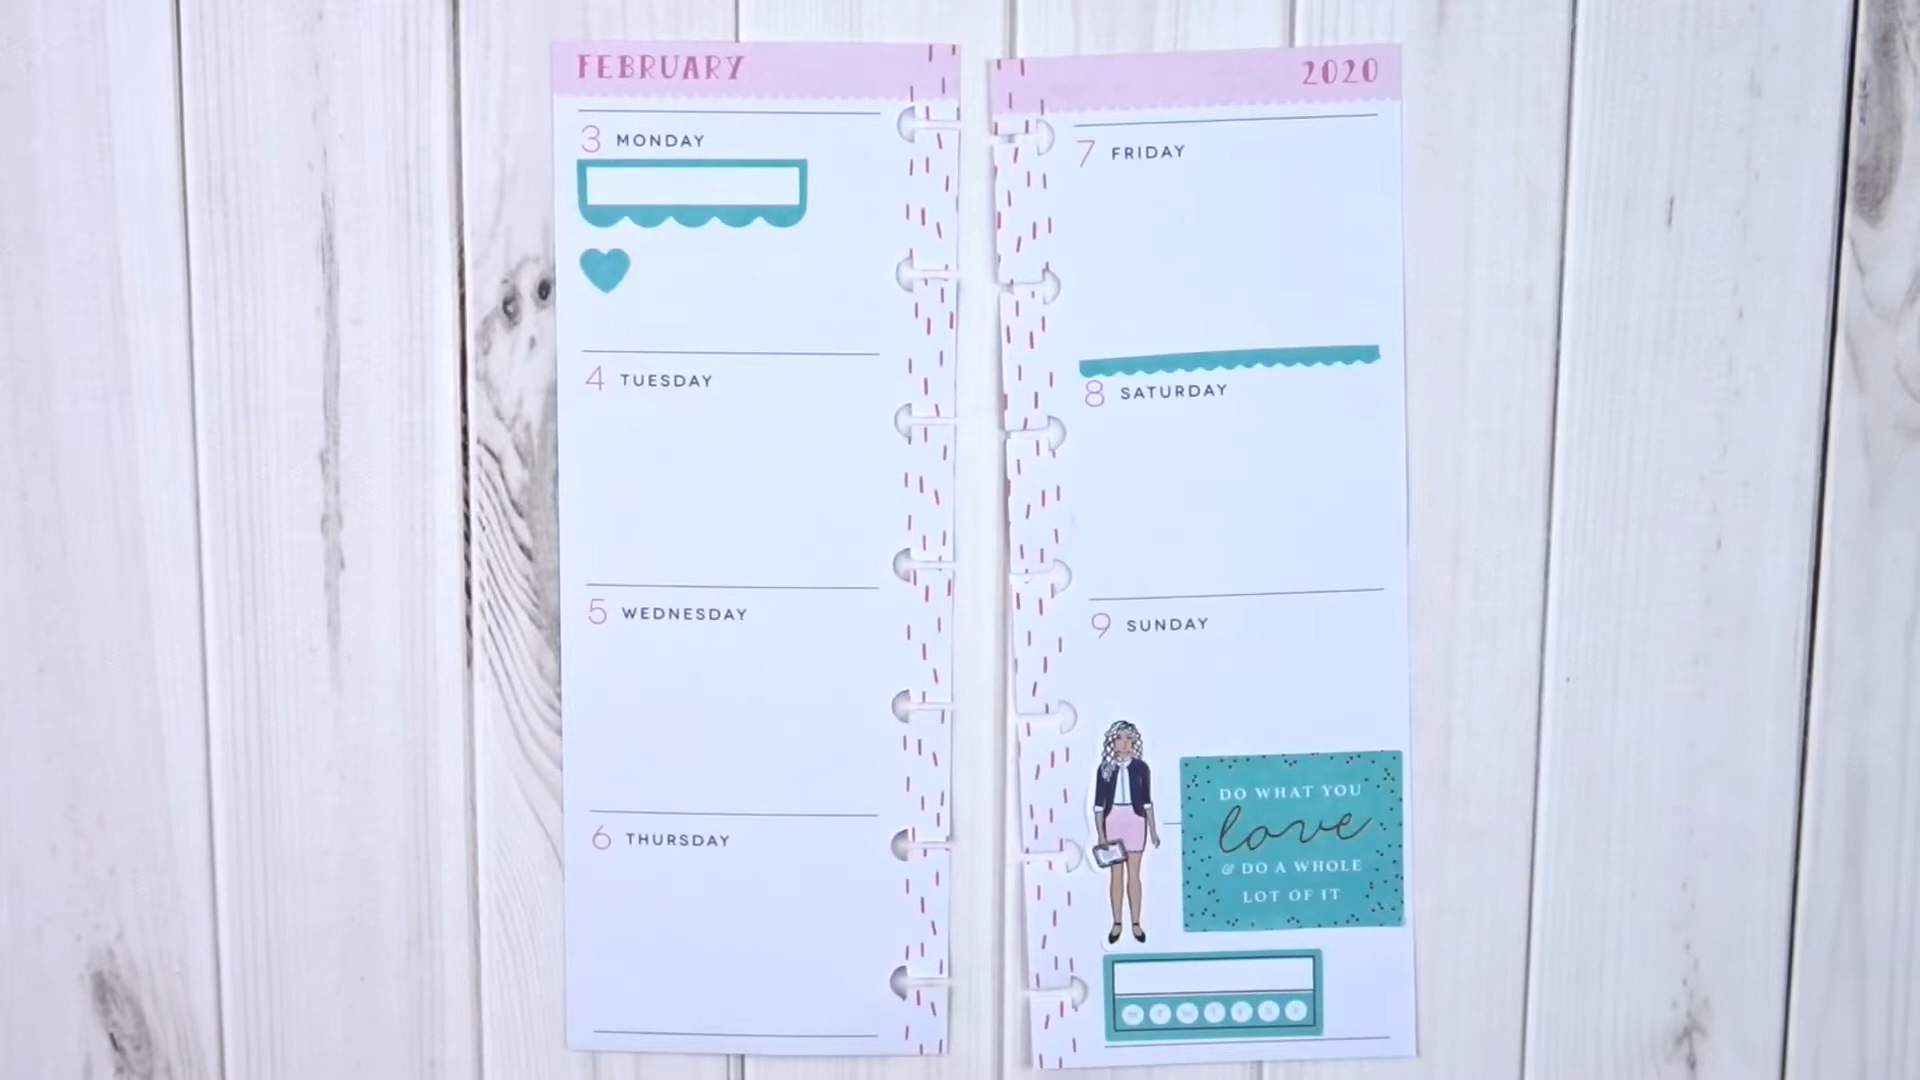 FEBRUARY
3 MONDAY
4 TUESDAY
5 WEDNESDAY
6 THURSDAY
2020
7 FRIDAY
8 SATURDAY
9 SUNDAY
DO WHAT YOU
love
& DO A WHOLE
LOT OF IT
M T W T F S S